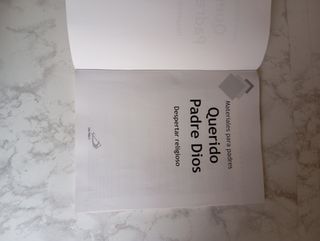 Materiales para padres
Querido
Padre Dios
Despertar religioso